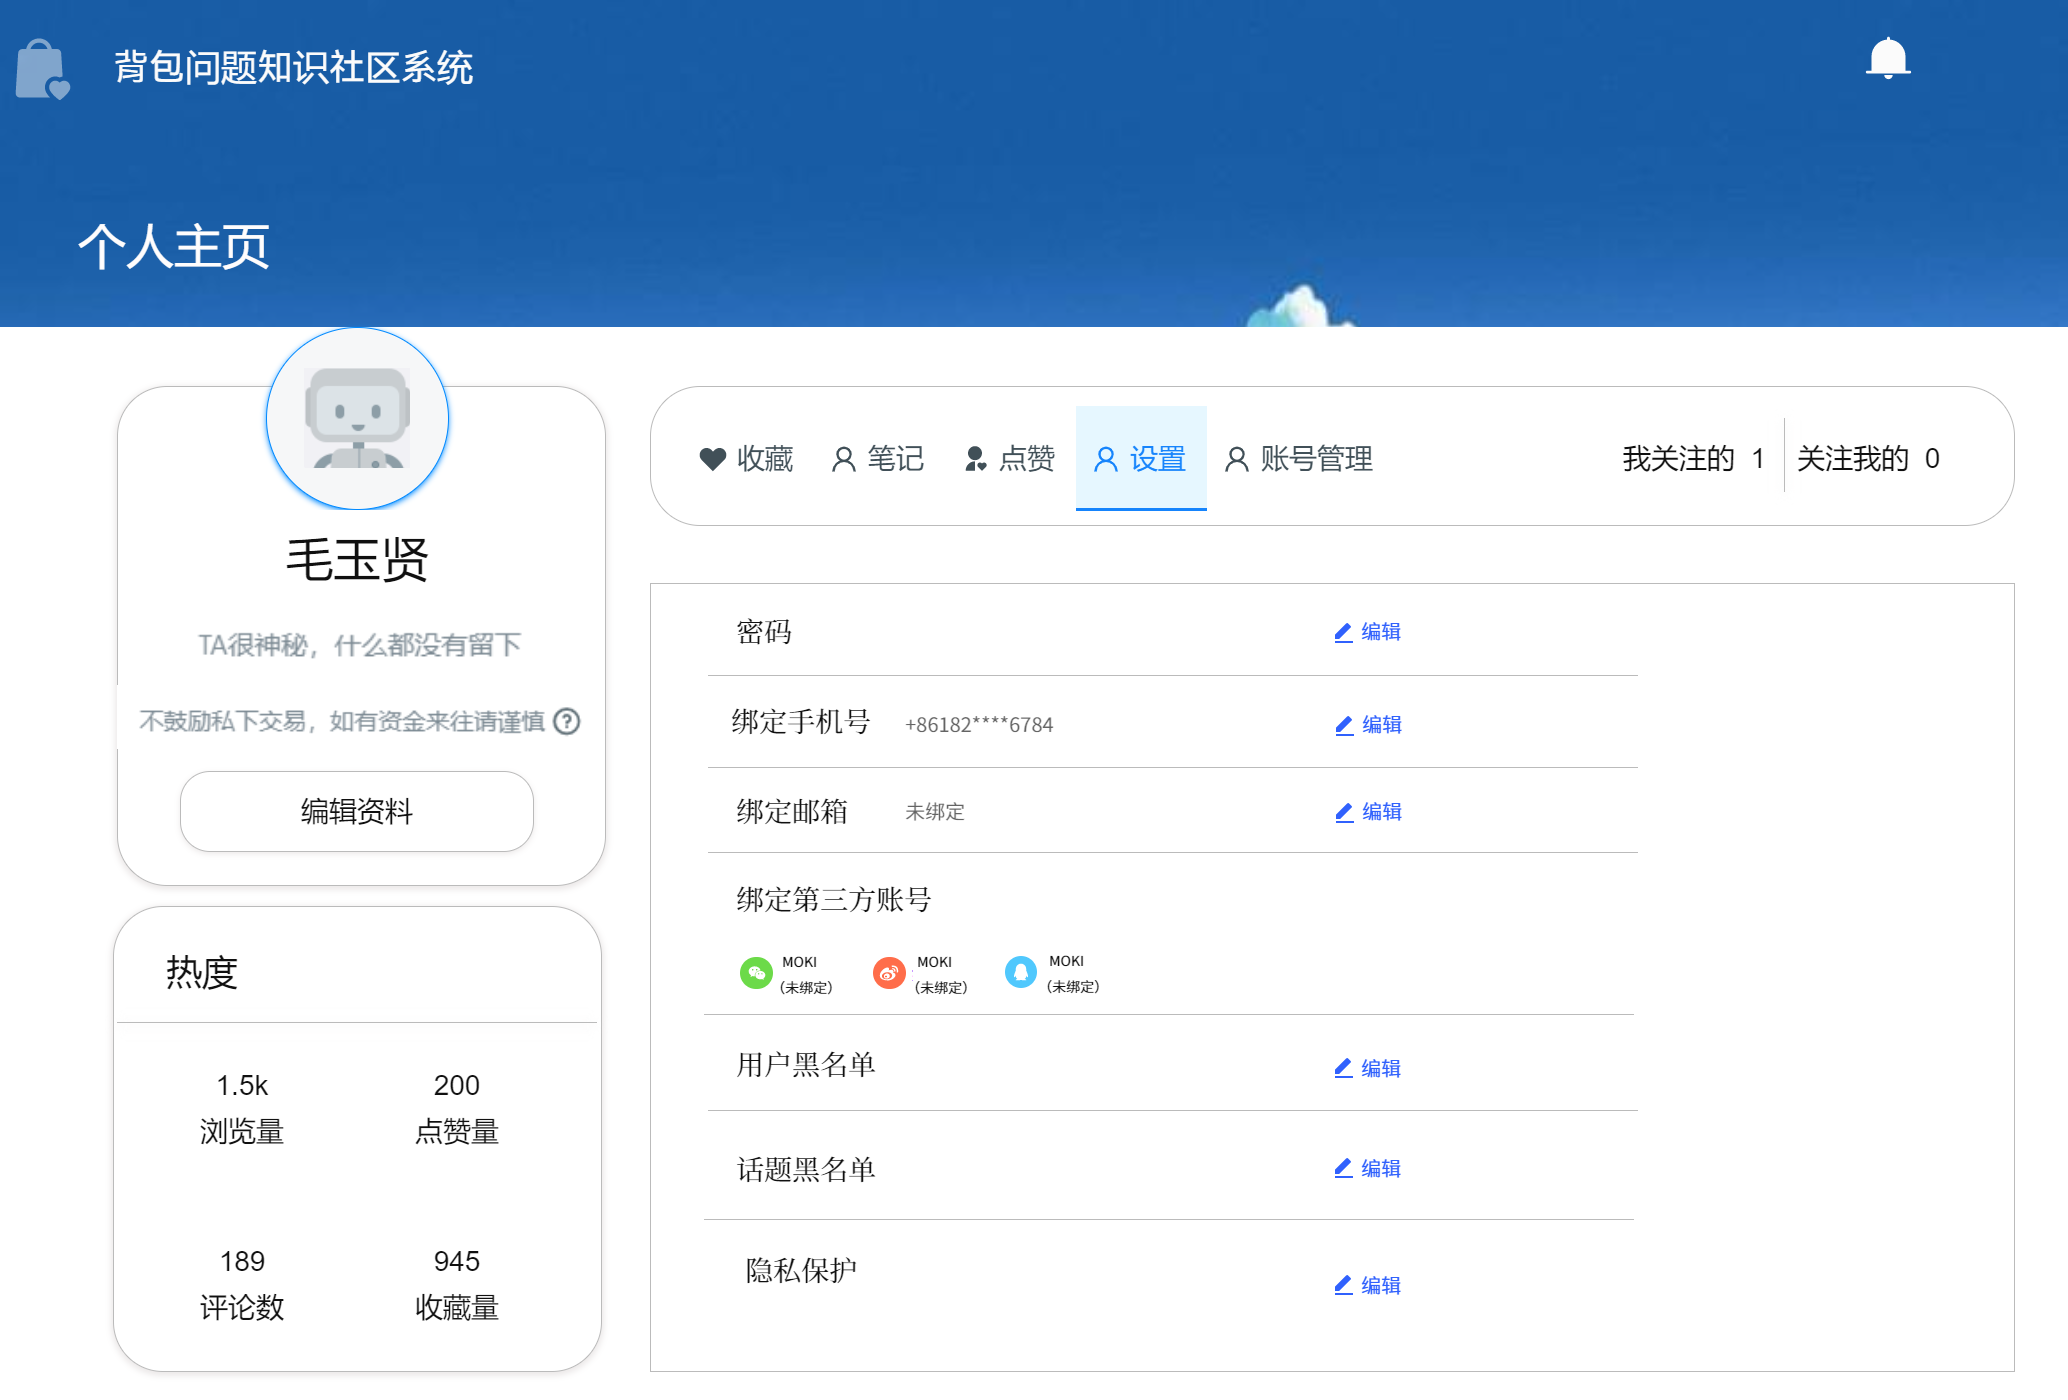 背包问题知识社区系统
个人主页
毛玉贤
TA很神秘，什么都没有留下
不鼓励私下交易，如有资金来往请谨慎
编辑资料
热度
1.5k
浏览量
200
点赞量
189
评论数
945
收藏量
收藏 笔记 点赞 设置 账号管理 我关注的 1 关注我的 0
密码 编辑
绑定手机号 +86182****6784 编辑
绑定邮箱 未绑定 编辑
绑定第三方账号
MOKI
(未绑定)
MOKI
(未绑定)
MOKI
(未绑定)
用户黑名单 编辑
话题黑名单 编辑
隐私保护 编辑